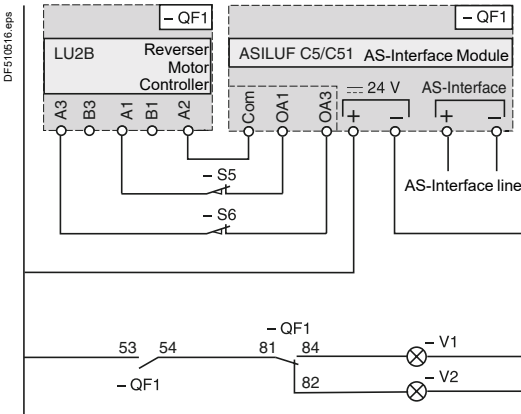 DF510516.eps
– QF1
– QF1
LU2B
Reverser
Motor
Controller
ASILUF C5/C51 AS-Interface Module
24 V
AS-Interface
A3
B3
A1
B1
A2
Com
OA1
OA3
+
–
+
–
– S5
AS-Interface line
– S6
– QF1
53 54
81 84
– V1
– QF1
82
– V2